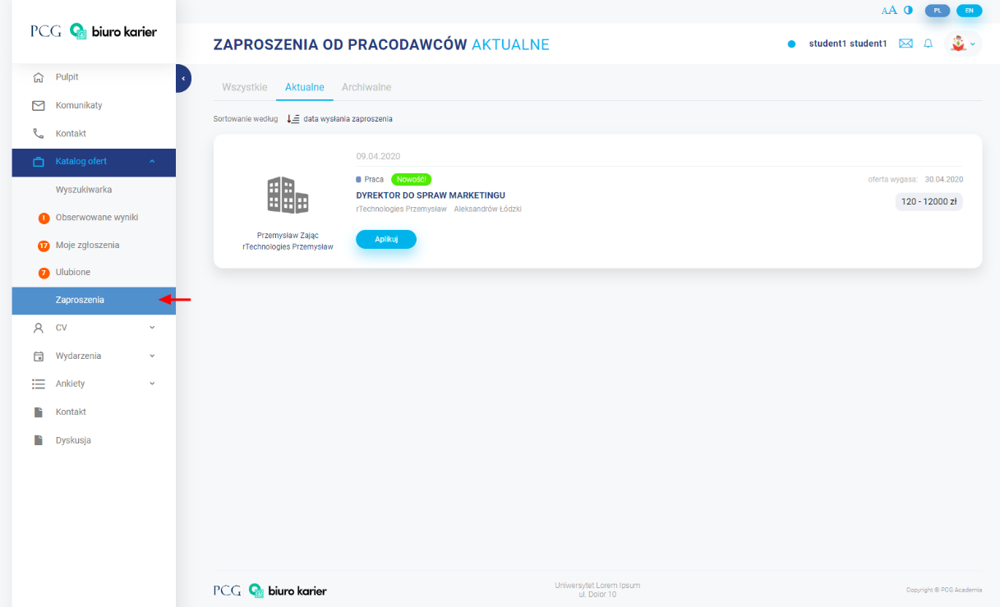 AA
PL
EN
PCG biuro karier
ZAPROSZENIA OD PRACODAWCÓW AKTUALNE
student1 student1
Pulpit
Komunikaty
Kontakt
Katalog ofert
Wyszukiwarka
! Obserwowane wyniki
17 Moje zgłoszenia
7 Ulubione
Zaproszenia
CV
Wydarzenia
Ankiety
Kontakt
Dyskusja
Wszystkie
Aktualne
Archiwalne
Sortowanie według data wysłania zaproszenia
09.04.2020
Praca Nowość!
oferta wygasa: 30.04.2020
DYREKTOR DO SPRAW MARKETINGU
120 - 12000 zł
rTechnologies Przemysław Aleksandrów Łódzki
Przemysław Zając
rTechnologies Przemysław
Aplikuj
PCG biuro karier
Uniwersytet Lorem Ipsum
ul. Dolor 10
Copyright © PCG Academia